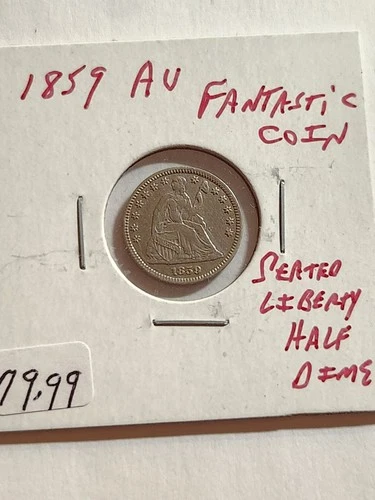 1859 AU FANTASTiC
COIN
1859
SEATED
LIBERTY
HALF
DIME
79.99